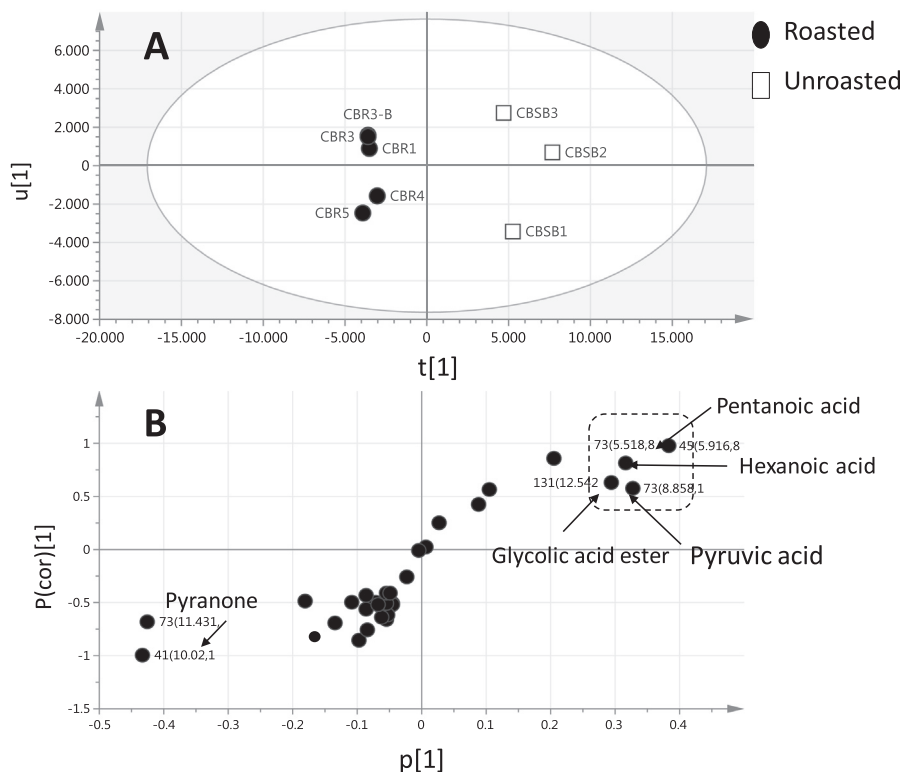 A
Roasted
Unroasted
6.000
4.000
2.000
0
-2.000
-4.000
-6.000
-8.000
u[1]
CBR3-B
CBR3
CBR1
CBR4
CBR5
CBSB3
CBSB2
CBSB1
-20.000 -15.000 -10.000 -5.000 0 5.000 10.000 15.000
t[1]
B
1
0.5
0
-0.5
-1
-1.5
P(cor)[1]
Pentanoic acid
73(5.518,8
45(5.916,8
Hexanoic acid
131(12.542
73(8.858,1
Glycolic acid ester
Pyruvic acid
Pyranone
73(11.431,
41(10.02,1
-0.5 -0.4 -0.3 -0.2 -0.1 0 0.1 0.2 0.3 0.4
p[1]